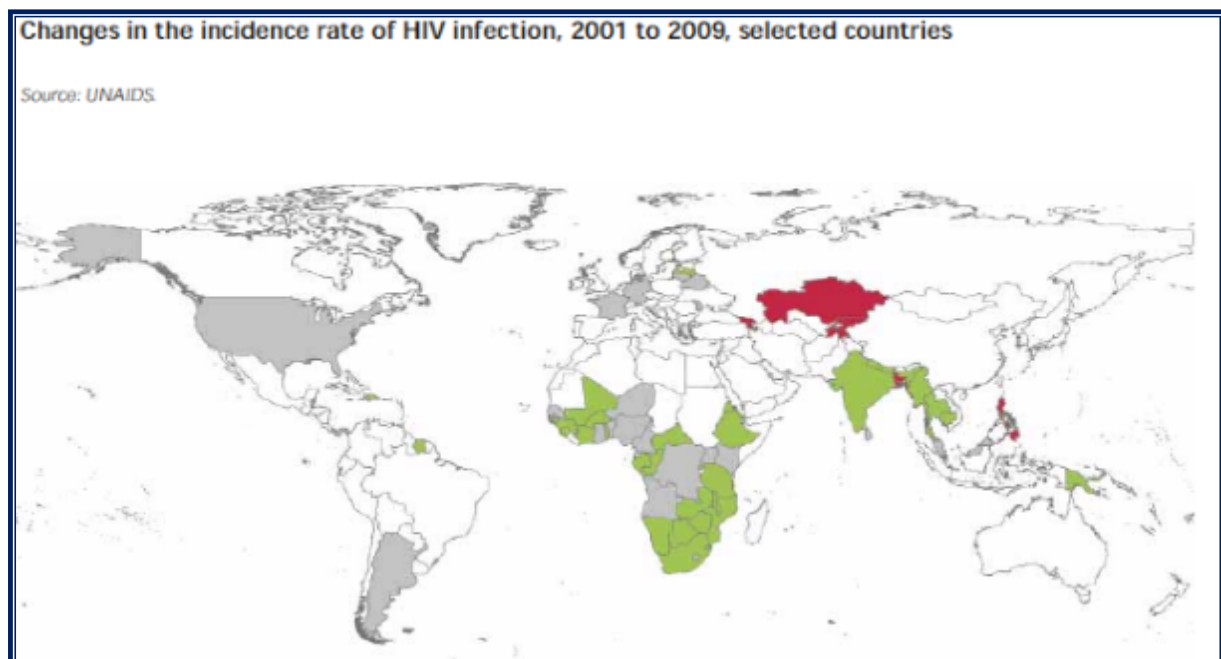 Changes in the incidence rate of HIV infection, 2001 to 2009, selected countries
Source: UNAIDS.